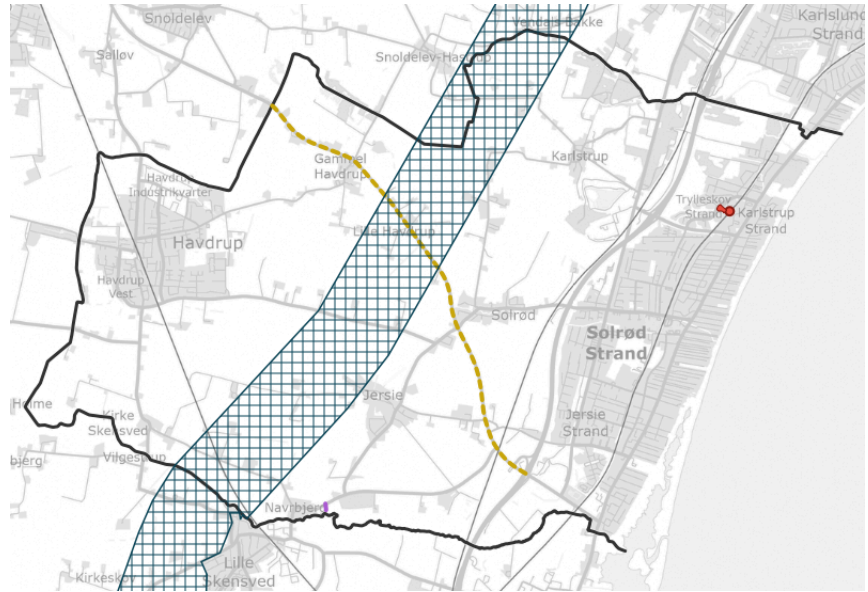 Snoldelev
Karlslunde
Strand
Salløv
Snoldelev-Hastrup
Karlstrup
Gammel
Havdrup
Havdrup
Industrikvarter
Trylleskov
Strand
Karlstrup
Strand
Havdrup
Lille Havdrup
Havdrup
Vest
Solrød
Solrød
Strand
Jersie
Kirke
Skensved
Jersie
Strand
Vilgestrup
Navrbjerg
Lille
Skensved
Kirkeskov